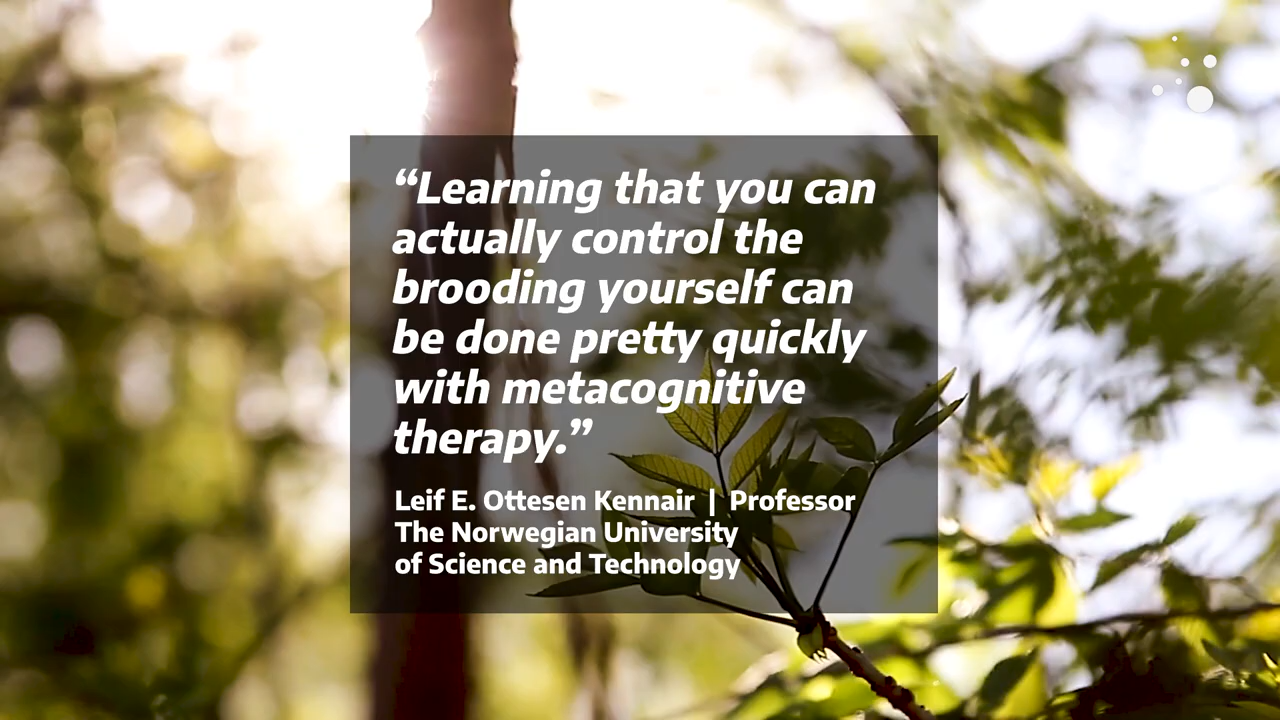 “Learning that you can
actually control the
brooding yourself can
be done pretty quickly
with metacognitive
therapy.”
Leif E. Ottesen Kennair | Professor
The Norwegian University
of Science and Technology